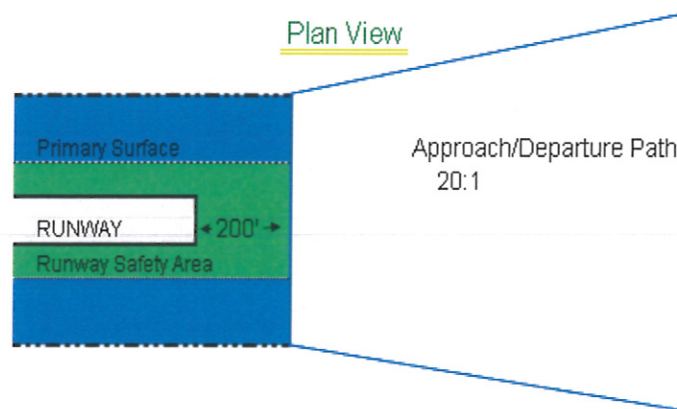 Plan View
Primary Surface
Approach/Departure Path
20:1
RUNWAY
200'
Runway Safety Area